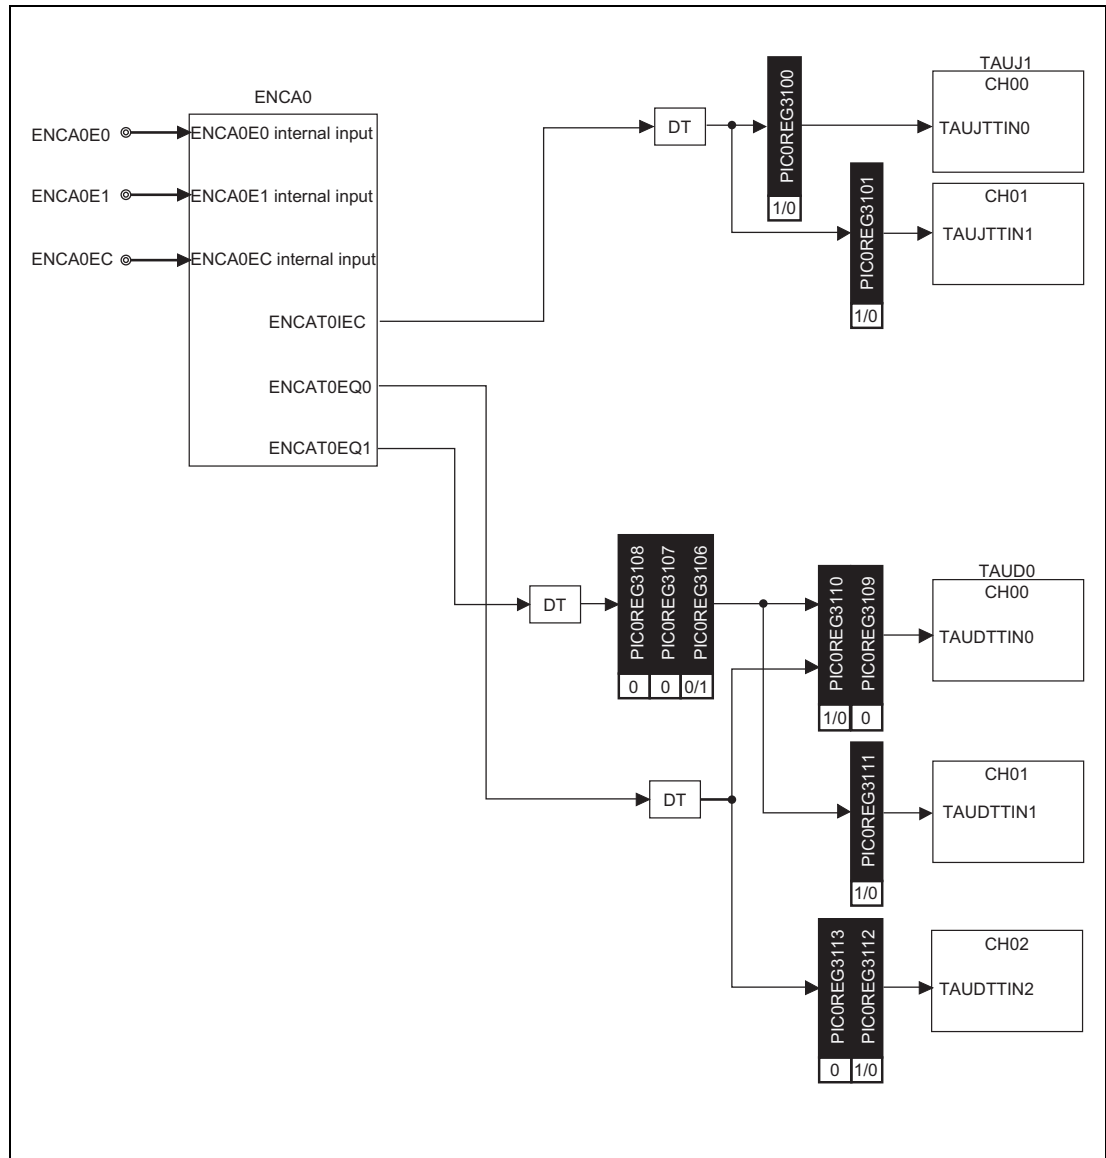 TAUJ1
CH00
TAUJTTIN0
PIC0REG3100
1/0
DT
ENCA0
ENCA0E0
ENCA0E0 internal input
ENCA0E1
ENCA0E1 internal input
ENCA0EC
ENCA0EC internal input
ENCAT0IEC
ENCAT0EQ0
ENCAT0EQ1
CH01
TAUJTTIN1
PIC0REG3101
1/0
DT
PIC0REG3108
PIC0REG3107
PIC0REG3106
0 0 0/1
PIC0REG3110
PIC0REG3109
1/0 0
TAUD0
CH00
TAUDTTIN0
DT
PIC0REG3111
1/0
CH01
TAUDTTIN1
PIC0REG3113
PIC0REG3112
0 1/0
CH02
TAUDTTIN2